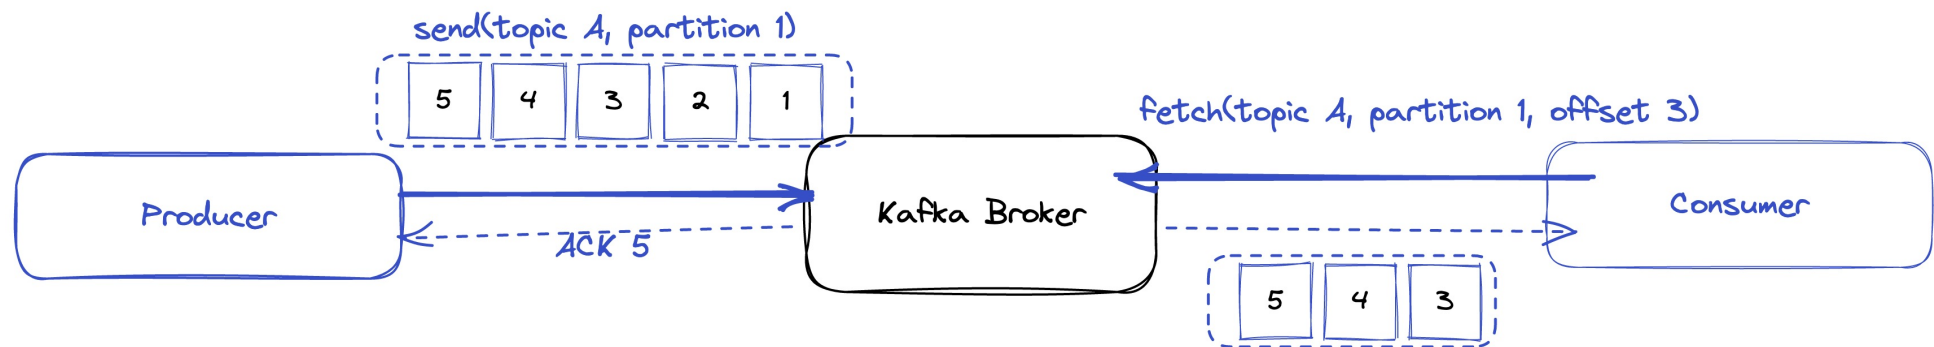 send(topic A, partition 1)
5 4 3 2 1
fetch(topic A, partition 1, offset 3)
Producer
Kafka Broker
Consumer
ACK 5
5 4 3